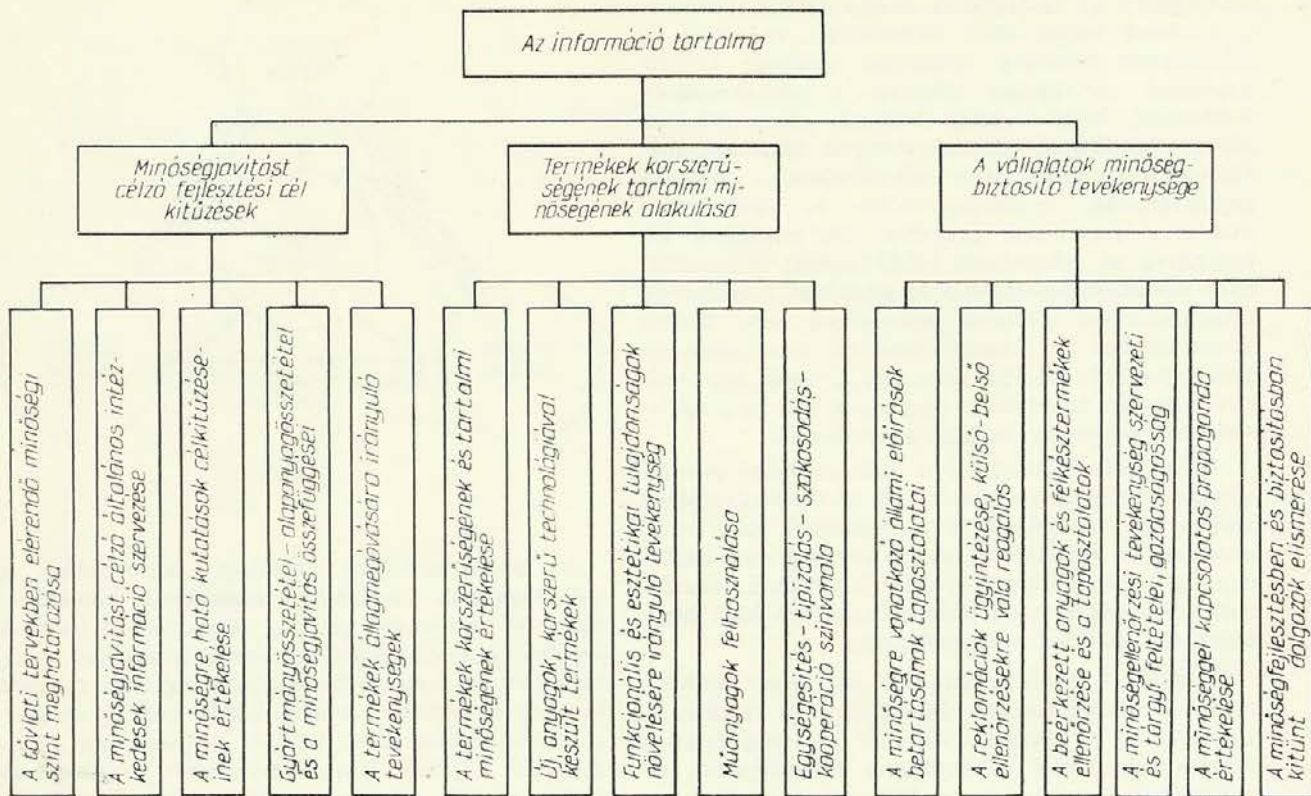 Az információ tartalma
Minőségjavítást
célzó fejlesztési cél
kitűzések
Termékek korszerű-
ségének tartalmi mi-
nőségének alakulása
A vállalatok minőség-
biztosító tevékenysége
A távlati tervekben elérendő minőségi
szint meghatározása
A minőségjavítást célzó általános intéz-
kedések információ szervezése
A minőségre ható kutatások célkitűzése-
inek értékelése
Gyártmányösszetétel - alapanyagösszetétel
és a minőségjavítás összefüggései
A termékek állagmegóvására irányuló
tevékenységek
A termékek korszerűségének és tartalmi
minőségének értékelése
Új anyagok, korszerű technológiával
készült termékek
Funkcionális és esztétikai tulajdonságok
növelésére irányuló tevékenység
Műanyagok felhasználása
Egységesítés - tipizálás - szakosodás -
kooperáció színvonala
A minőségre vonatkozó állami előírások
betartásának tapasztalatai
A reklamációk ügyintézése, külső-belső
ellenőrzésekre való reagálás
A beérkezett anyagok és félkésztermékek
ellenőrzése és a tapasztalatok
A minőségellenőrzési tevékenység szervezeti
és tárgyi feltételei, gazdaságosság
A minőséggel kapcsolatos propaganda
értékelése
A minőségfejlesztésben és biztosításban
kitűnt dolgozók elismerése